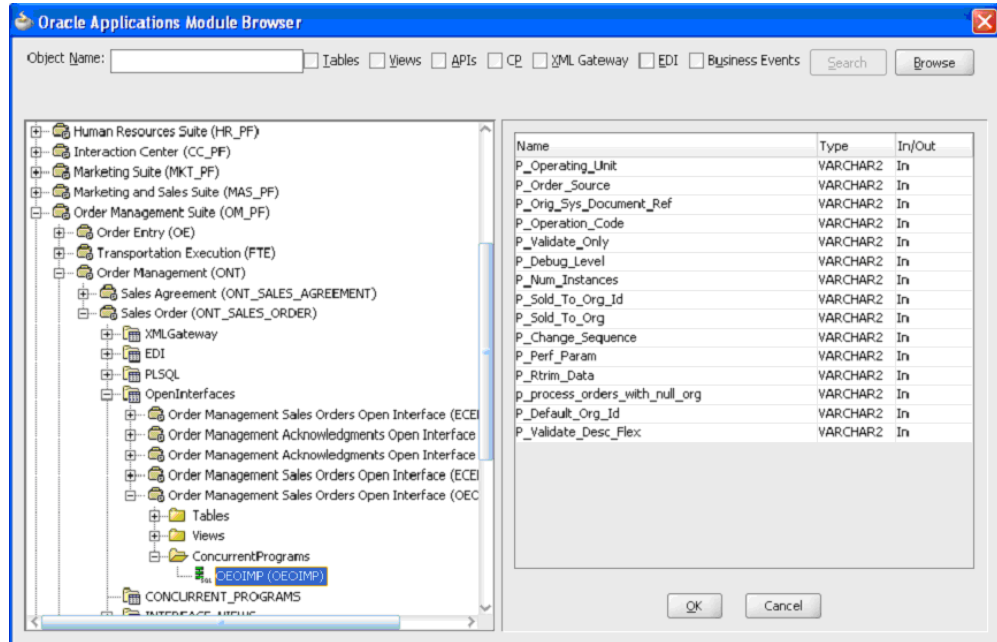 Oracle Applications Module Browser
Object Name: Tables Views APIs CP XML Gateway EDI Business Events Search Browse
Human Resources Suite (HR_PF)
Interaction Center (CC_PF)
Marketing Suite (MKT_PF)
Marketing and Sales Suite (MAS_PF)
Order Management Suite (OM_PF)
Order Entry (OE)
Transportation Execution (FTE)
Order Management (ONT)
Sales Agreement (ONT_SALES_AGREEMENT)
Sales Order (ONT_SALES_ORDER)
XMLGateway
EDI
PLSQL
OpenInterfaces
Order Management Sales Orders Open Interface (ECE
Order Management Acknowledgments Open Interface
Order Management Acknowledgments Open Interface
Order Management Sales Orders Open Interface (ECE
Order Management Sales Orders Open Interface (OEO
Tables
Views
ConcurrentPrograms
OEOIMP (OEOIMP)
CONCURRENT_PROGRAMS
INTERFACE_VIEWS
Name Type In/Out
P_Operating_Unit VARCHAR2 In
P_Order_Source VARCHAR2 In
P_Orig_Sys_Document_Ref VARCHAR2 In
P_Operation_Code VARCHAR2 In
P_Validate_Only VARCHAR2 In
P_Debug_Level VARCHAR2 In
P_Num_Instances VARCHAR2 In
P_Sold_To_Org_Id VARCHAR2 In
P_Sold_To_Org VARCHAR2 In
P_Change_Sequence VARCHAR2 In
P_Perf_Param VARCHAR2 In
P_Rtrim_Data VARCHAR2 In
p_process_orders_with_null_org VARCHAR2 In
P_Default_Org_Id VARCHAR2 In
P_Validate_Desc_Flex VARCHAR2 In
OK Cancel